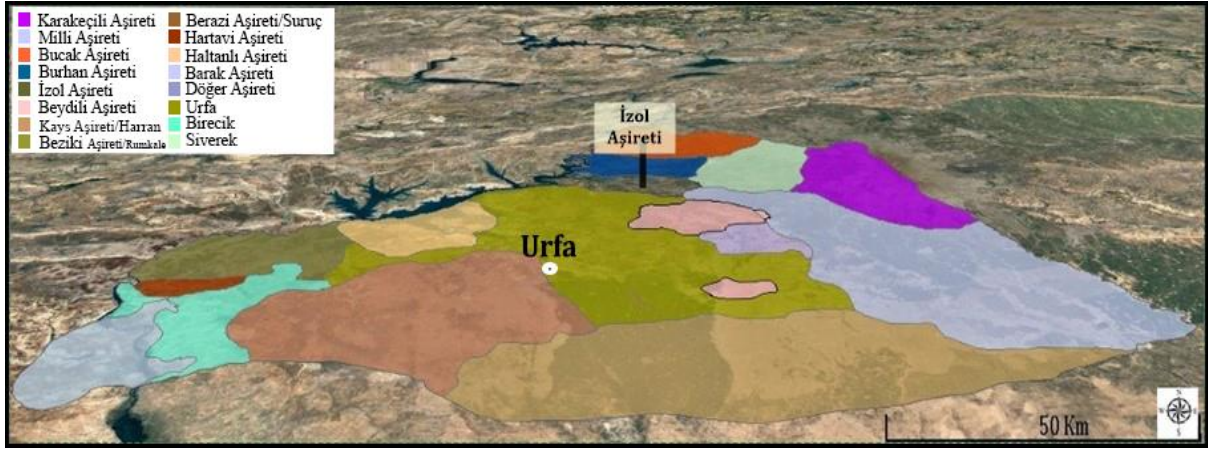 Karakeçili Aşireti
Milli Aşireti
Bucak Aşireti
Burhan Aşireti
İzol Aşireti
Beydili Aşireti
Kays Aşireti/Harran
Beziki Aşireti/Rumkale
Berazi Aşireti/Suruç
Hartavi Aşireti
Haltanlı Aşireti
Barak Aşireti
Döğer Aşireti
Urfa
Birecik
Siverek
İzol
Aşireti
Urfa
50 Km
N
W
E
S